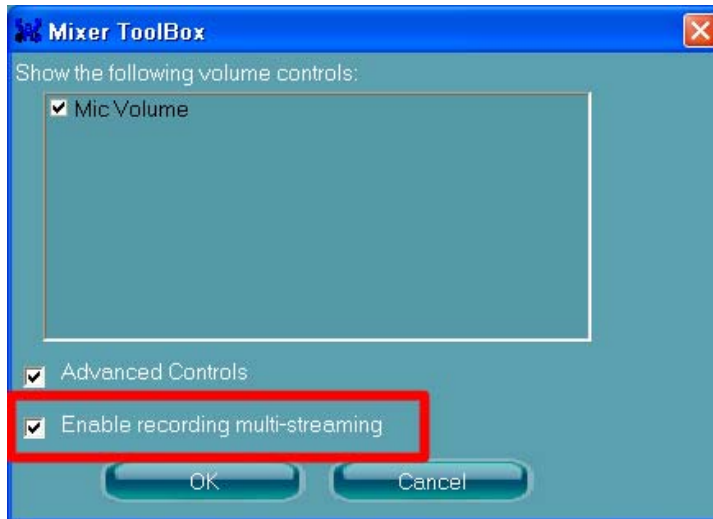 Mixer ToolBox
Show the following volume controls:
Mic Volume
Advanced Controls
Enable recording multi-streaming
OK
Cancel